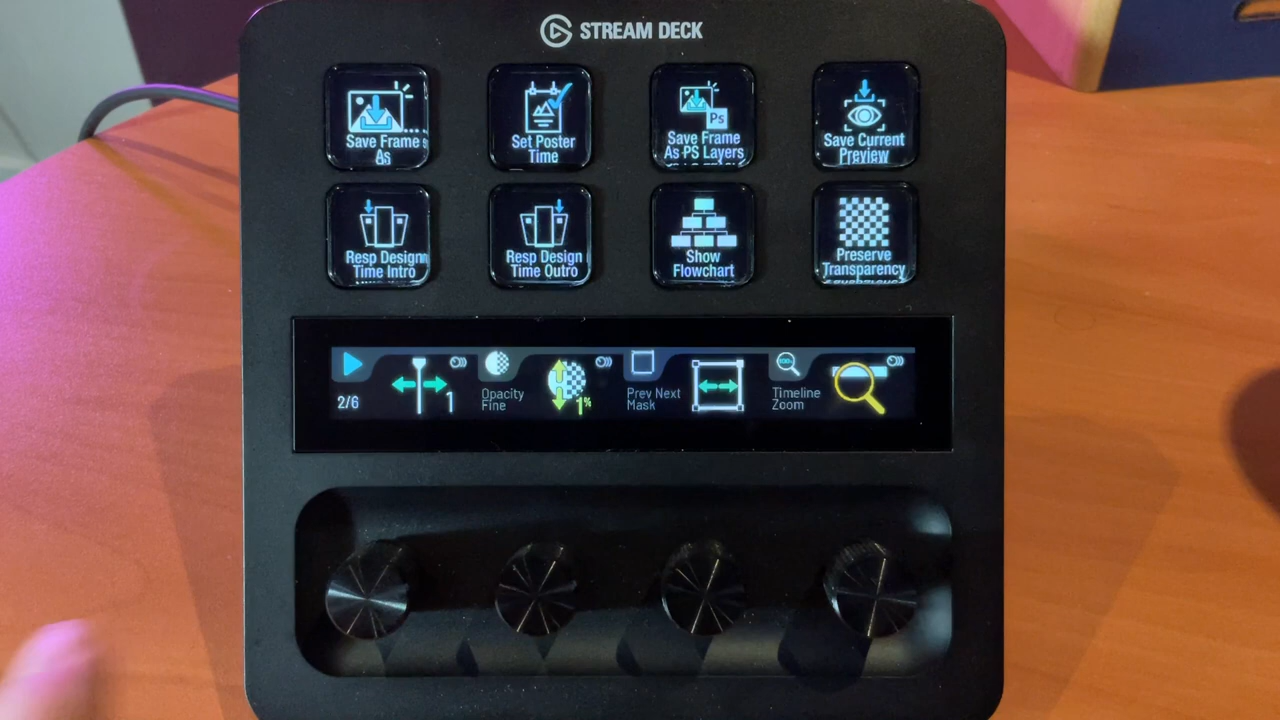 STREAM DECK
Save Frame
As
Set Poster
Time
Ps
Save Frame
As PS Layers
Save Current
Preview
Resp Design
Time Intro
Resp Design
Time Outro
Show
Flowchart
Preserve
Transparency
2/6
1
Opacity
Fine
1%
Prev Next
Mask
100%
Timeline
Zoom